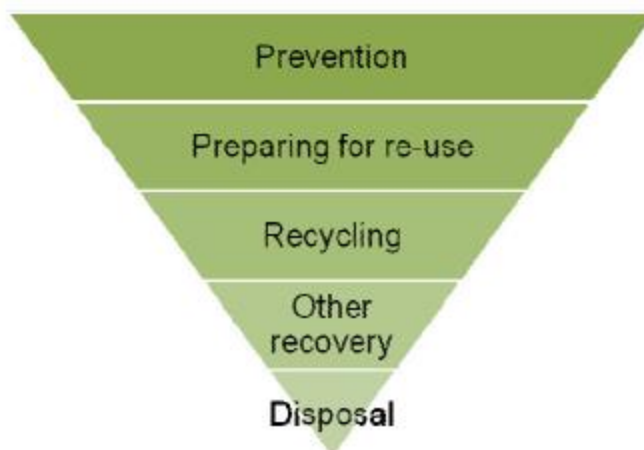 Prevention
Preparing for re-use
Recycling
Other
recovery
Disposal